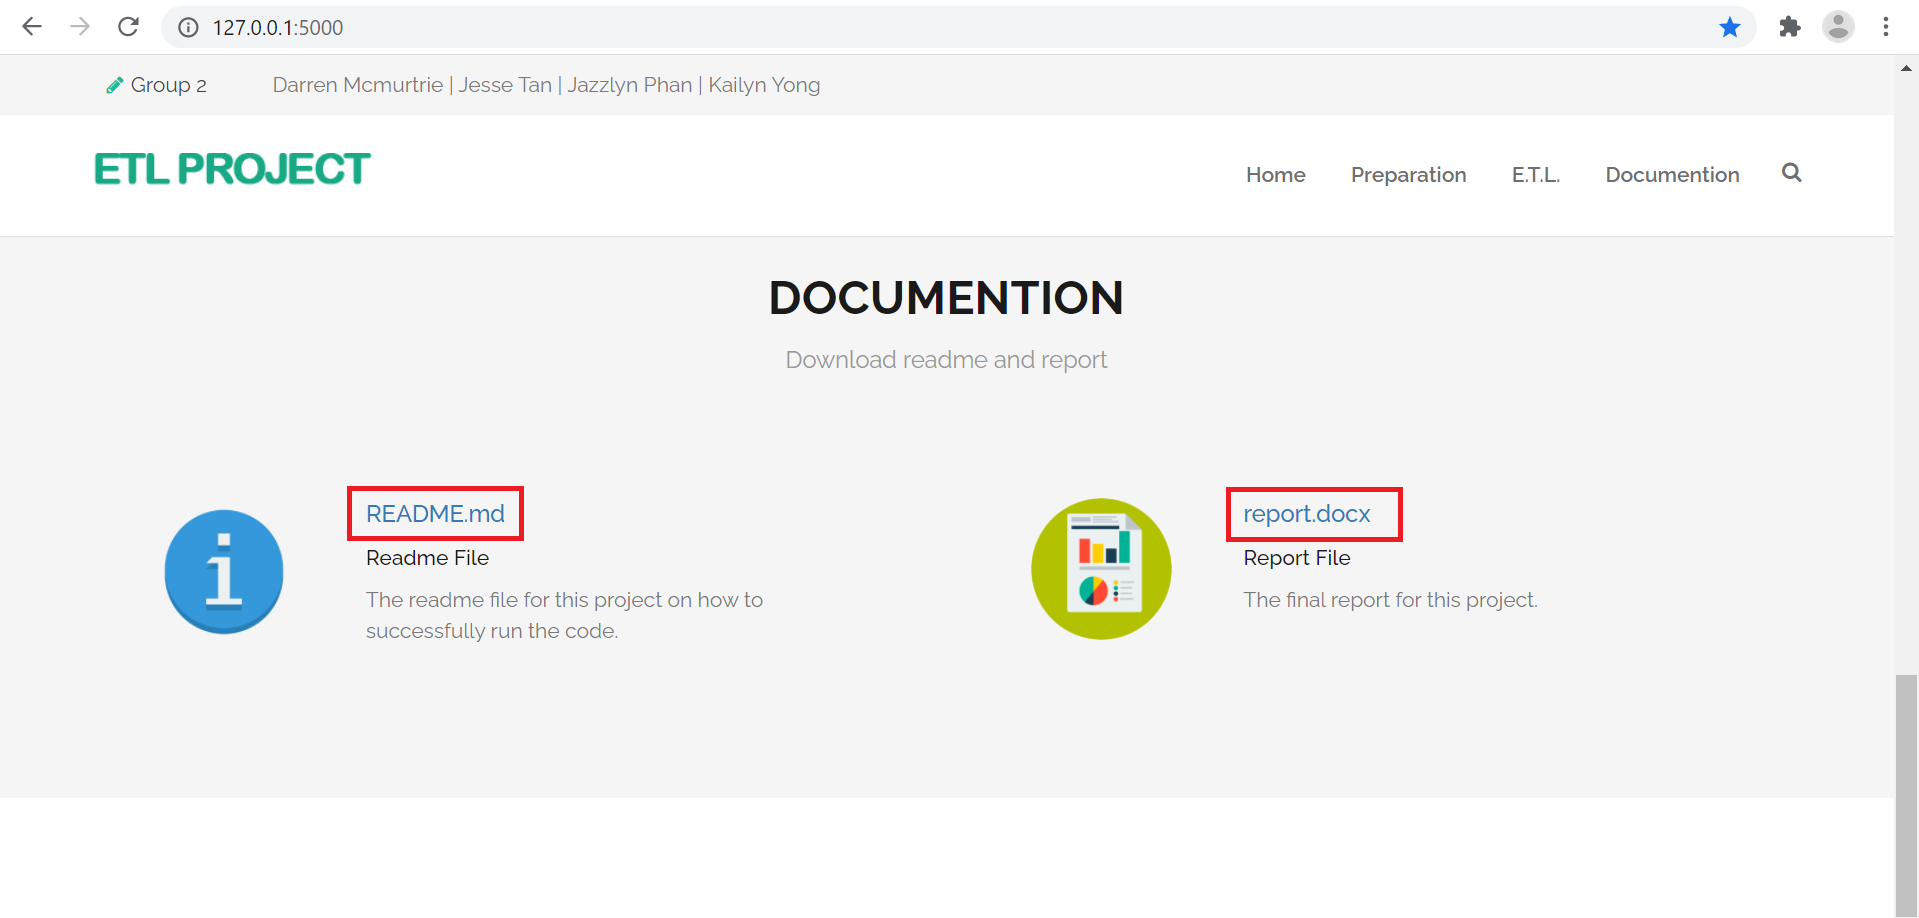 127.0.0.1:5000
Group 2 Darren Mcmurtrie | Jesse Tan | Jazzlyn Phan | Kailyn Yong
ETL PROJECT
Home Preparation E.T.L. Documention
DOCUMENTION
Download readme and report
README.md
Readme File
The readme file for this project on how to
successfully run the code.
report.docx
Report File
The final report for this project.